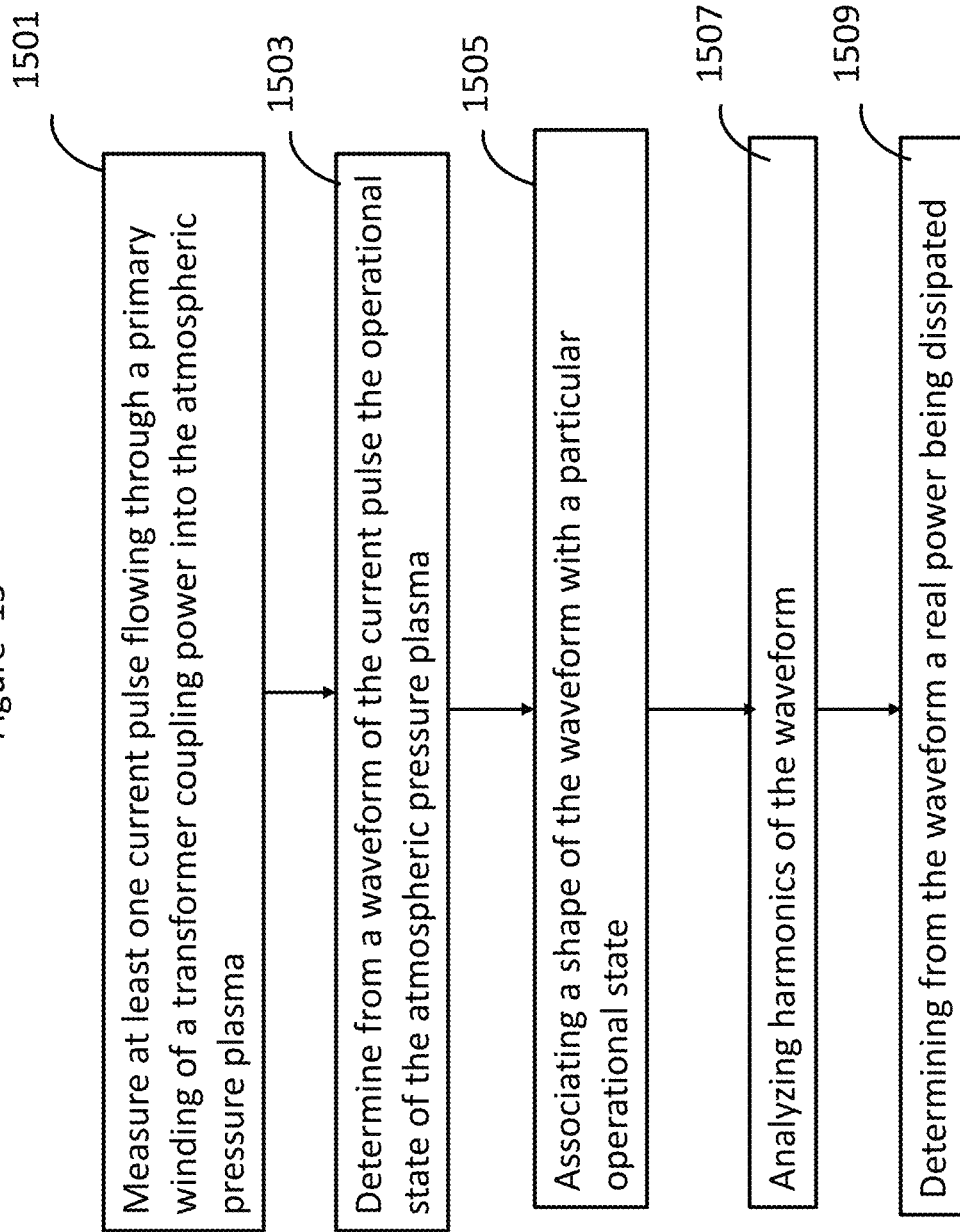 1501
Measure at least one current pulse flowing through a primary
winding of a transformer coupling power into the atmospheric
pressure plasma
1503
Determine from a waveform of the current pulse the operational
state of the atmospheric pressure plasma
1505
Associating a shape of the waveform with a particular
operational state
1507
Analyzing harmonics of the waveform
1509
Determining from the waveform a real power being dissipated